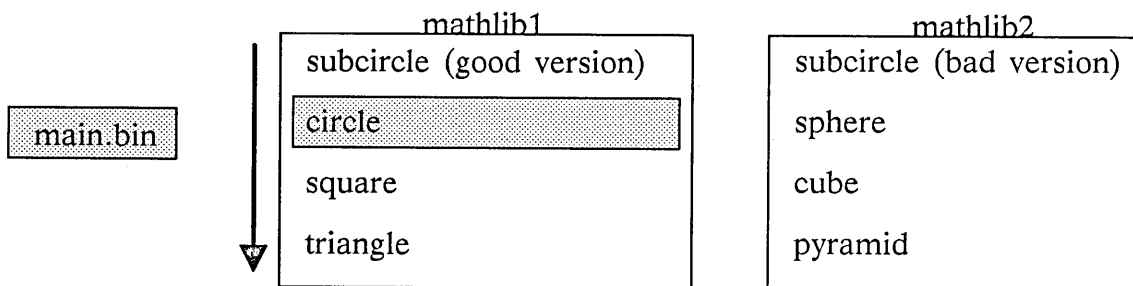 mathlib1
subcircle (good version)
main.bin
circle
square
triangle
mathlib2
subcircle (bad version)
sphere
cube
pyramid